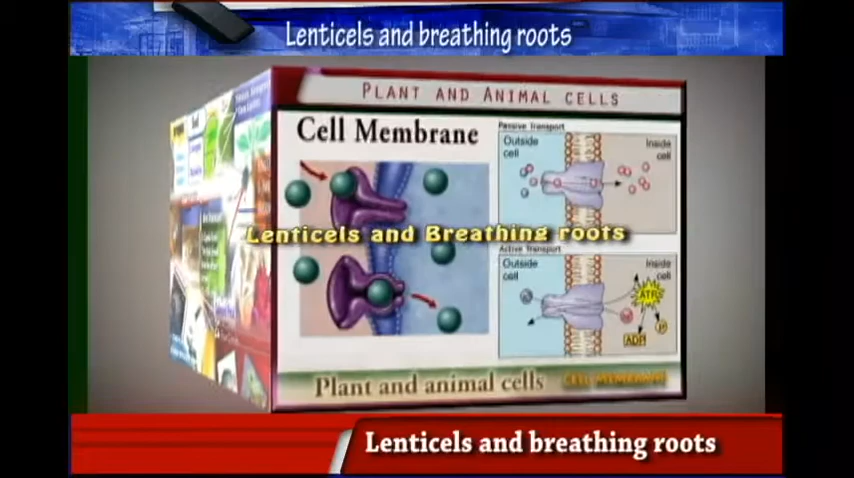 Lenticels and breathing roots
PLANT AND ANIMAL CELLS
Cell Membrane
Passive Transport
Outside cell
Inside cell
Lenticels and Breathing roots
Active Transport
Outside cell
Inside cell
ATP
P
ADP
Plant and animal cells
CELL MEMBRANE
Lenticels and breathing roots